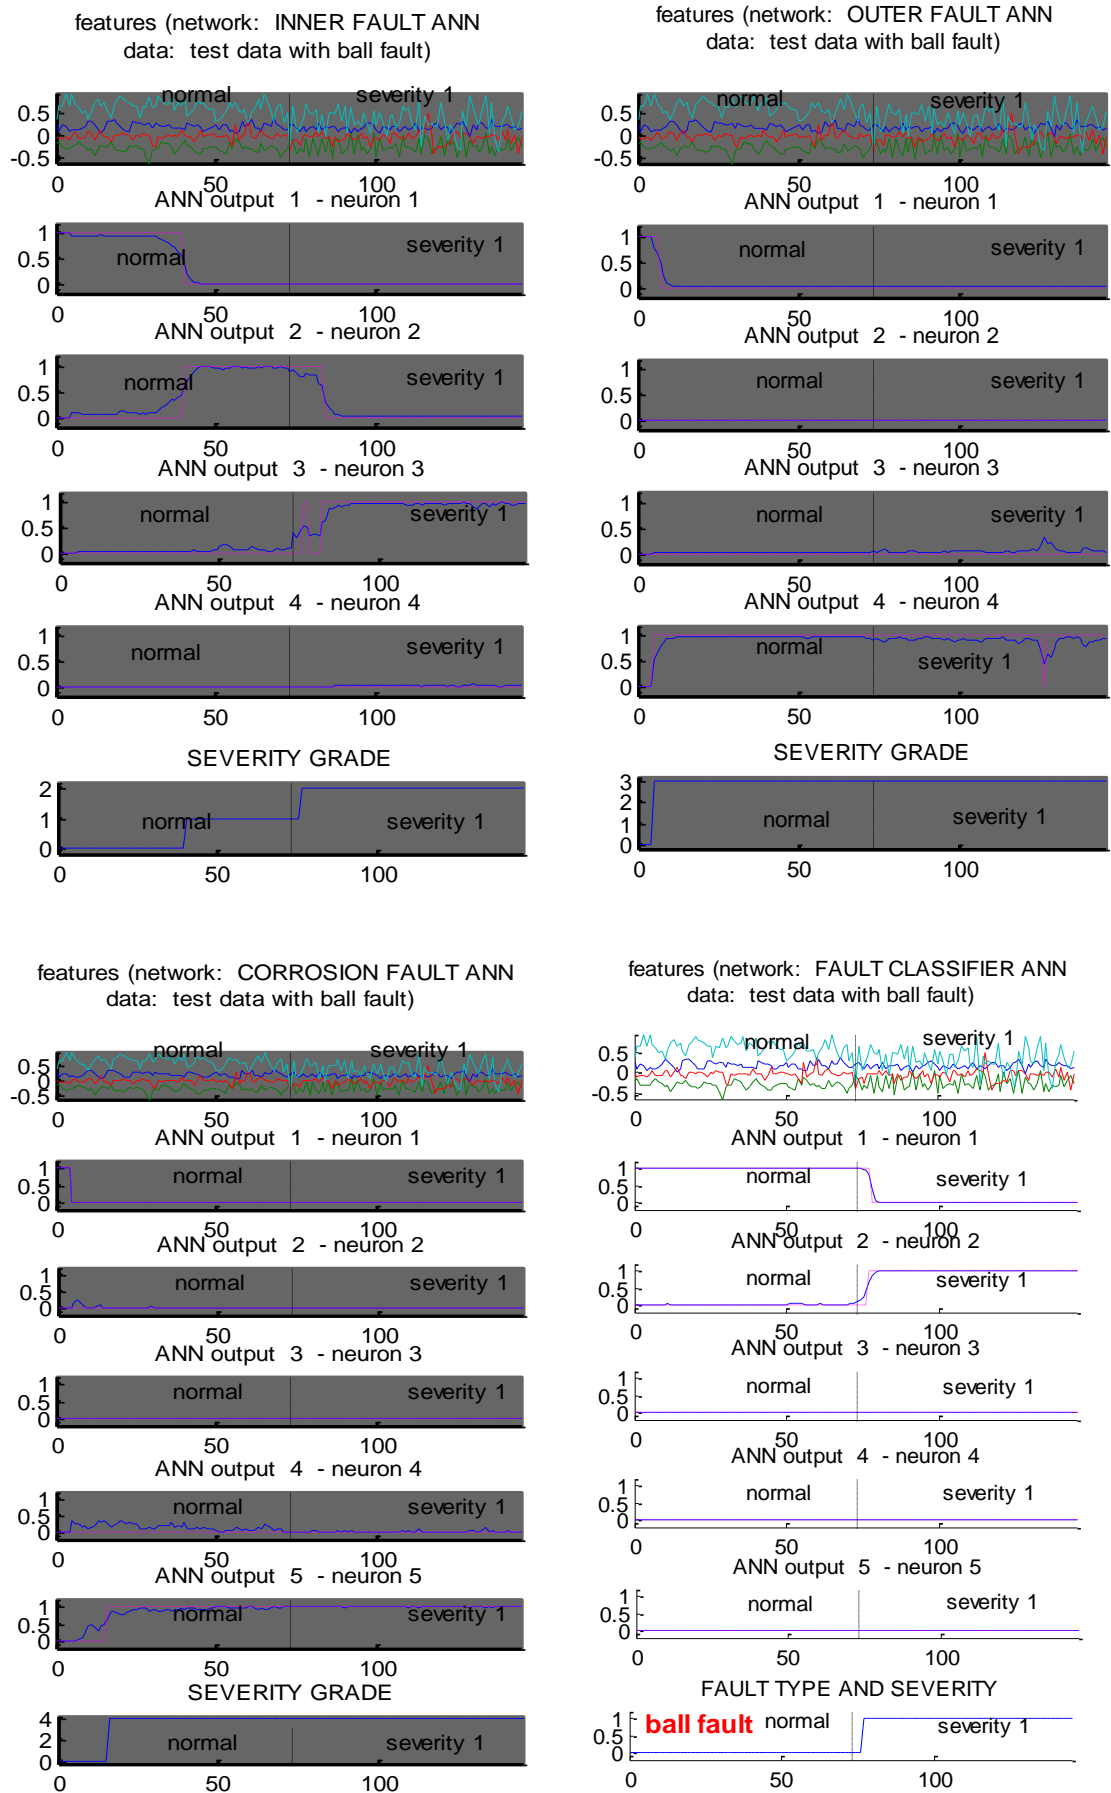 features (network: INNER FAULT ANN
data: test data with ball fault)
normal
severity 1
0.5
0
-0.5
0
50
100
ANN output 1 - neuron 1
1
0.5
0
normal
severity 1
0
50
100
ANN output 2 - neuron 2
1
0.5
0
normal
severity 1
0
50
100
ANN output 3 - neuron 3
1
0.5
0
normal
severity 1
0
50
100
ANN output 4 - neuron 4
1
0.5
0
normal
severity 1
0
50
100
SEVERITY GRADE
2
1
0
normal
severity 1
0
50
100
features (network: OUTER FAULT ANN
data: test data with ball fault)
normal
severity 1
0.5
0
-0.5
0
50
100
ANN output 1 - neuron 1
1
0.5
0
normal
severity 1
0
50
100
ANN output 2 - neuron 2
1
0.5
0
normal
severity 1
0
50
100
ANN output 3 - neuron 3
1
0.5
0
normal
severity 1
0
50
100
ANN output 4 - neuron 4
1
0.5
0
normal
severity 1
0
50
100
SEVERITY GRADE
3
2
1
0
normal
severity 1
0
50
100
features (network: CORROSION FAULT ANN
data: test data with ball fault)
normal
severity 1
0.5
0
-0.5
0
50
100
ANN output 1 - neuron 1
1
0.5
0
normal
severity 1
0
50
100
ANN output 2 - neuron 2
1
0.5
0
normal
severity 1
0
50
100
ANN output 3 - neuron 3
1
0.5
0
normal
severity 1
0
50
100
ANN output 4 - neuron 4
1
0.5
0
normal
severity 1
0
50
100
ANN output 5 - neuron 5
1
0.5
0
normal
severity 1
0
50
100
SEVERITY GRADE
4
2
0
normal
severity 1
0
50
100
features (network: FAULT CLASSIFIER ANN
data: test data with ball fault)
normal
severity 1
0.5
0
-0.5
0
50
100
ANN output 1 - neuron 1
1
0.5
0
normal
severity 1
0
50
100
ANN output 2 - neuron 2
1
0.5
0
normal
severity 1
0
50
100
ANN output 3 - neuron 3
1
0.5
0
normal
severity 1
0
50
100
ANN output 4 - neuron 4
1
0.5
0
normal
severity 1
0
50
100
ANN output 5 - neuron 5
1
0.5
0
normal
severity 1
0
50
100
FAULT TYPE AND SEVERITY
1
0.5
0
ball fault
normal
severity 1
0
50
100